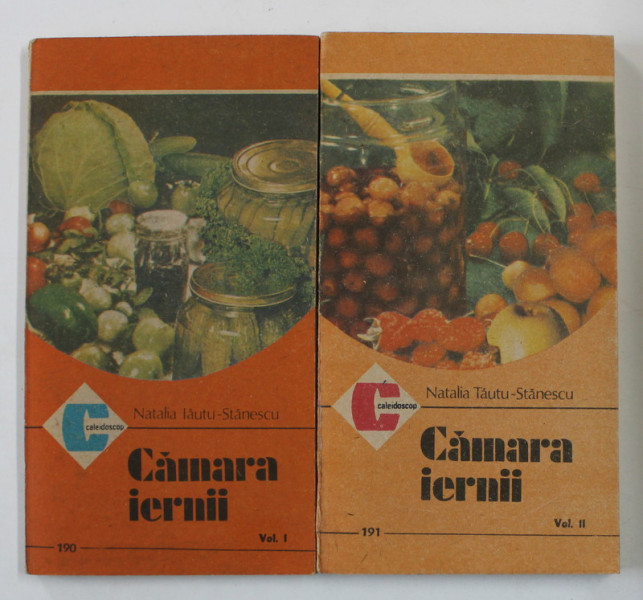 caleidoscop
Natalia Tăutu-Stănescu
Cămara
iernii
Vol. I
190
C
caleidoscop
Natalia Tăutu-Stănescu
Cămara
iernii
Vol. II
191